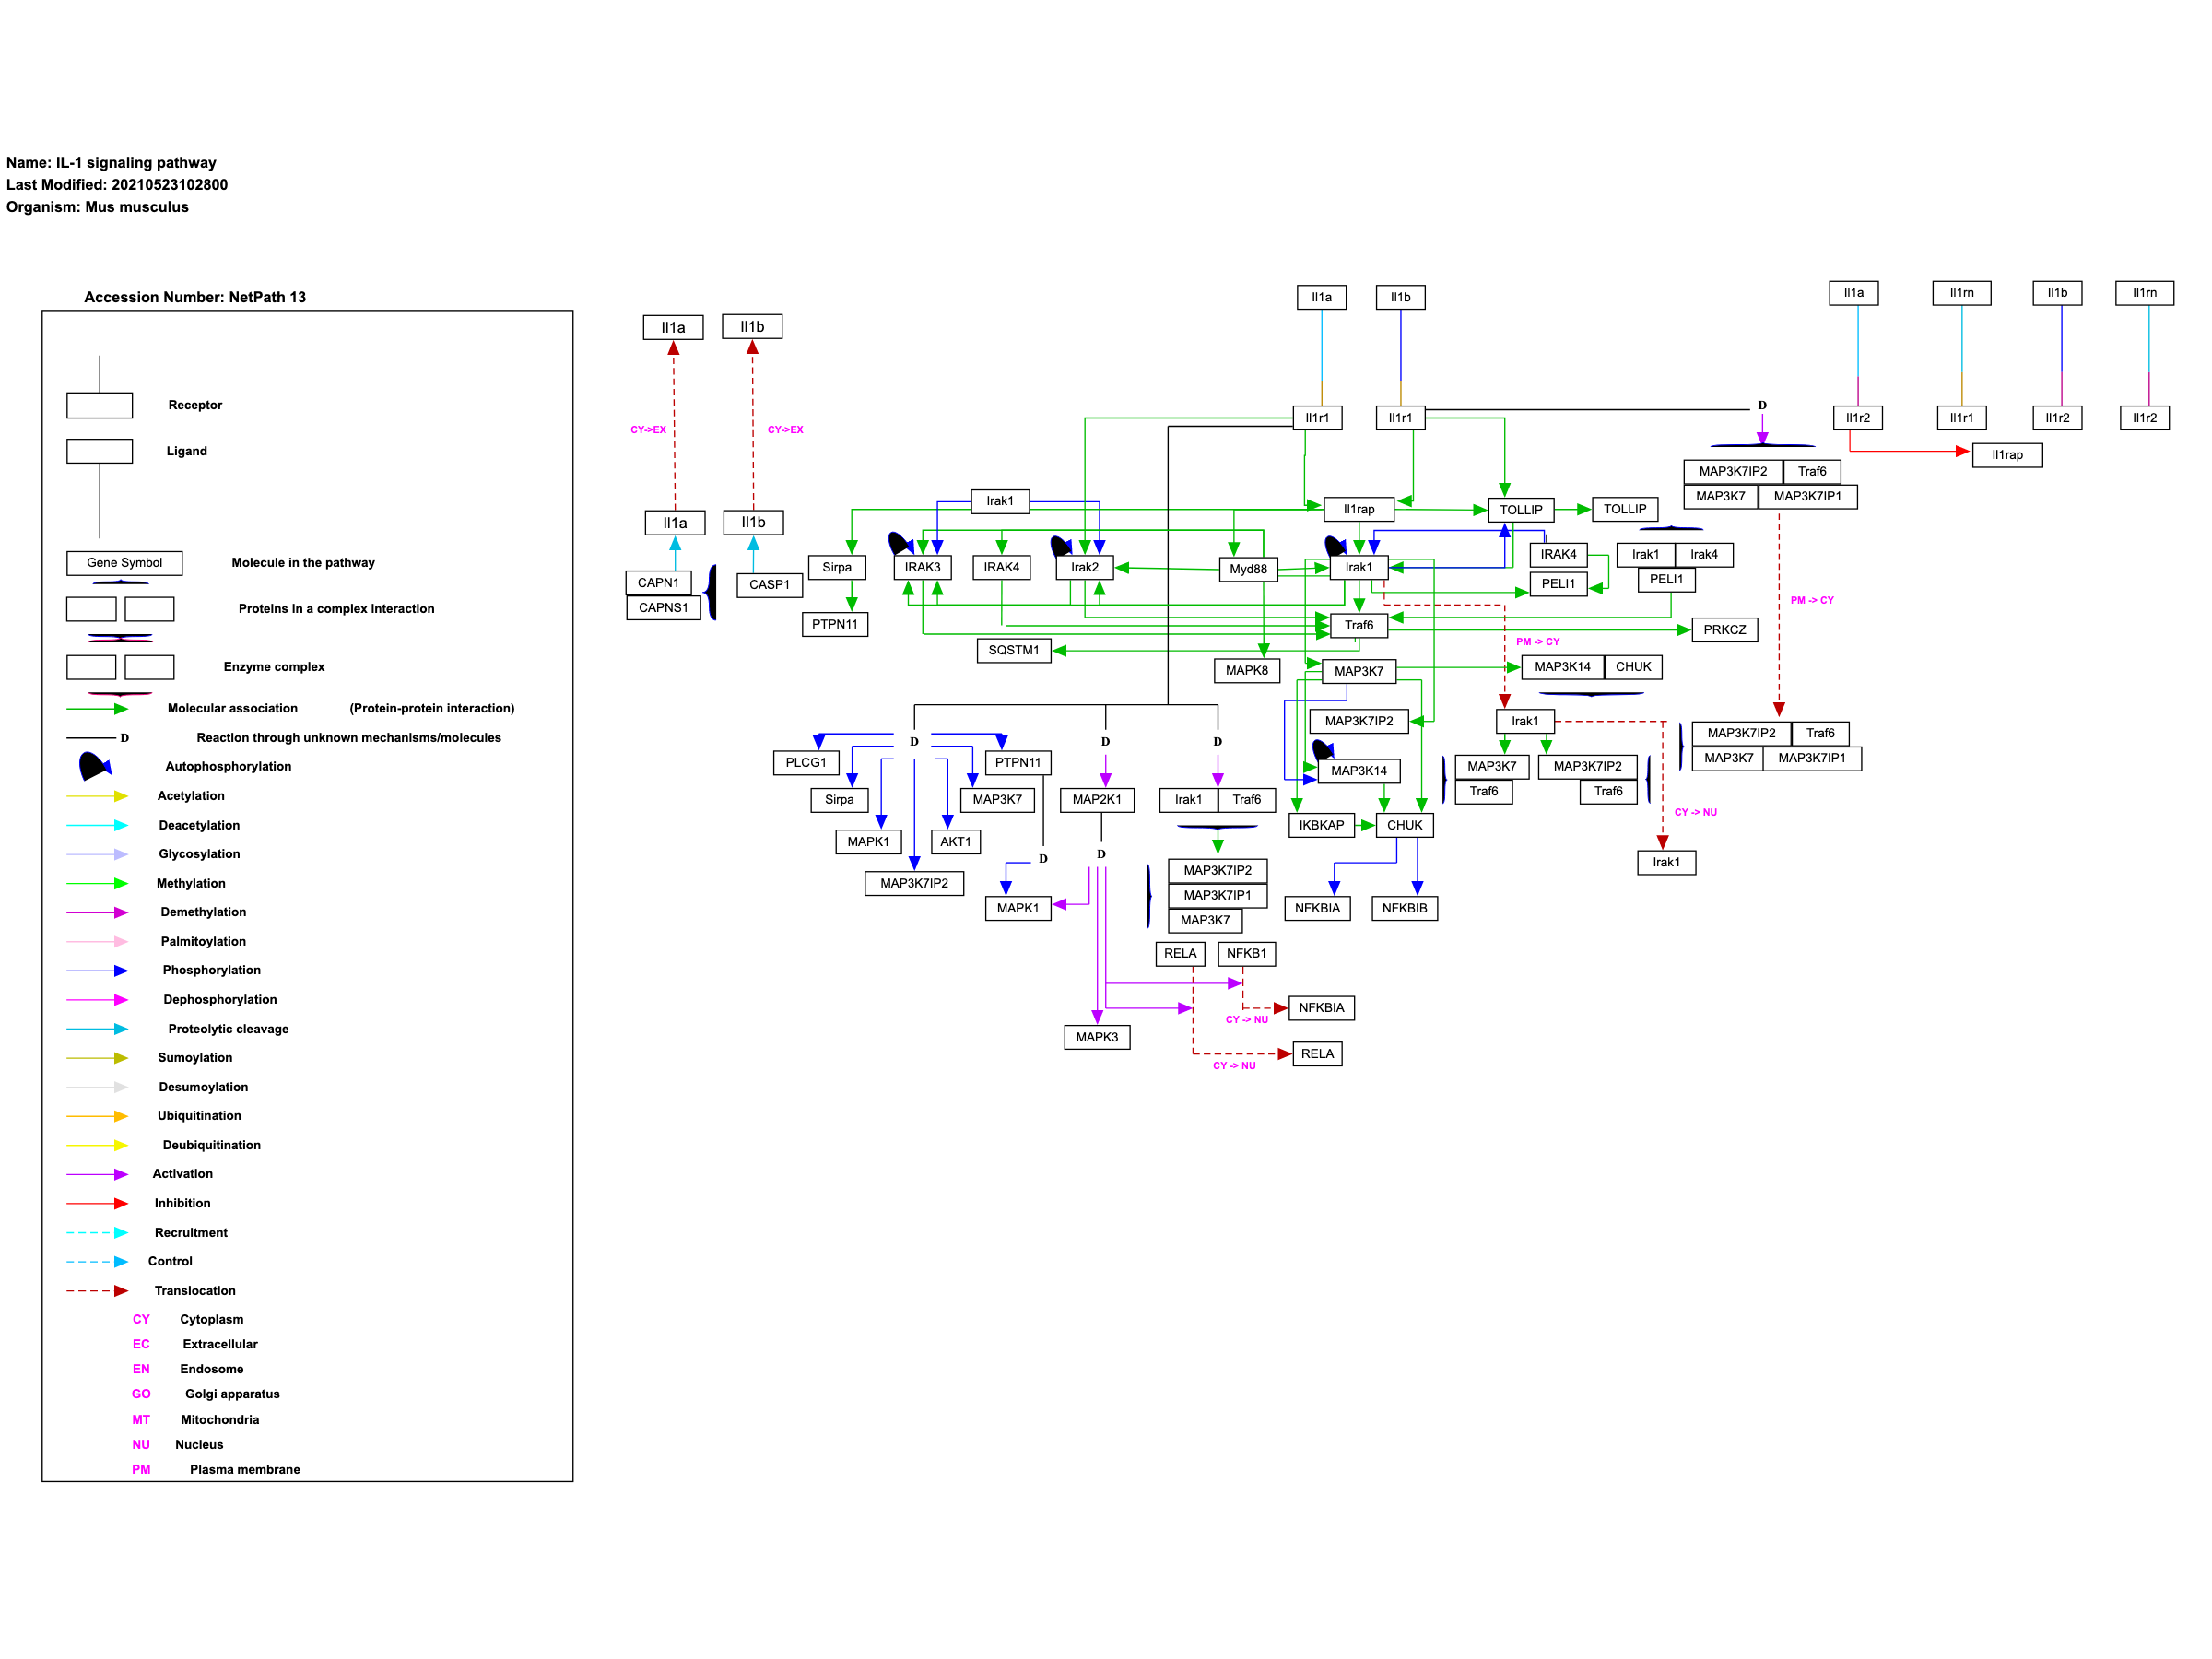 Name: IL-1 signaling pathway
Last Modified: 20210523102800
Organism: Mus musculus
Accession Number: NetPath 13
Receptor
Ligand
Gene Symbol Molecule in the pathway
Proteins in a complex interaction
Enzyme complex
Molecular association (Protein-protein interaction)
D Reaction through unknown mechanisms/molecules
Autophosphorylation
Acetylation
Deacetylation
Glycosylation
Methylation
Demethylation
Palmitoylation
Phosphorylation
Dephosphorylation
Proteolytic cleavage
Sumoylation
Desumoylation
Ubiquitination
Deubiquitination
Activation
Inhibition
Recruitment
Control
Translocation
CY Cytoplasm
EC Extracellular
EN Endosome
GO Golgi apparatus
MT Mitochondria
NU Nucleus
PM Plasma membrane
Il1a Il1b Il1a Il1rn Il1b Il1rn
Il1a Il1b
Il1r1 Il1r1 D Il1r2 Il1r1 Il1r2 Il1r2
CY->EX CY->EX
Il1rap
MAP3K7IP2 Traf6
MAP3K7 MAP3K7IP1
Irak1
Il1rap TOLLIP TOLLIP
Il1a Il1b
IRAK4 Irak1 Irak4
Sirpa IRAK3 IRAK4 Irak2 Myd88 Irak1
CAPN1 CASP1 PELI1 PELI1
CAPNS1
PM -> CY
PTPN11 Traf6 PRKCZ
PM -> CY
SQSTM1
MAPK8 MAP3K7 MAP3K14 CHUK
MAP3K7IP2 Irak1
MAP3K7IP2 Traf6
D D D
MAP3K7 MAP3K7IP1
PLCG1 PTPN11 MAP3K14 MAP3K7 MAP3K7IP2
Traf6 Traf6
Sirpa MAP3K7 MAP2K1 Irak1 Traf6
CY -> NU
IKBKAP CHUK
MAPK1 AKT1
D D
Irak1
MAP3K7IP2
MAP3K7IP2
MAP3K7IP1
MAPK1 NFKBIA NFKBIB
MAP3K7
RELA NFKB1
NFKBIA
CY -> NU
MAPK3
RELA
CY -> NU